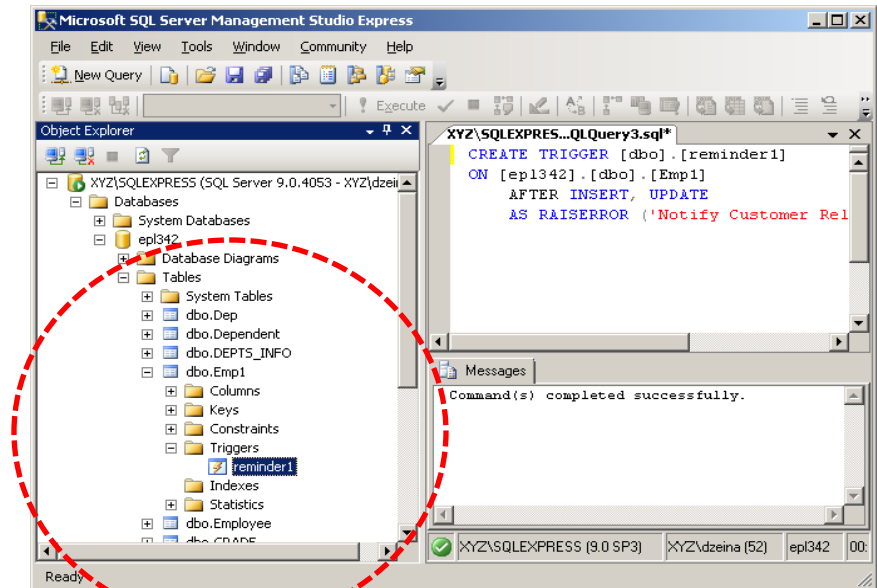 Microsoft SQL Server Management Studio Express
File Edit View Tools Window Community Help
New Query
Execute
Object Explorer
XYZ\SQLEXPRESS (SQL Server 9.0.4053 - XYZ\dzein
Databases
System Databases
epl342
Database Diagrams
Tables
System Tables
dbo.Dep
dbo.Dependent
dbo.DEPTS_INFO
dbo.Emp1
Columns
Keys
Constraints
Triggers
reminder1
Indexes
Statistics
dbo.Employee
dbo.GRADE
XYZ\SQLEXPRES...QLQuery3.sql*
CREATE TRIGGER [dbo].[reminder1]
ON [epl342].[dbo].[Emp1]
AFTER INSERT, UPDATE
AS RAISERROR ('Notify Customer Rel
Messages
Command(s) completed successfully.
XYZ\SQLEXPRESS (9.0 SP3) XYZ\dzeina (52) epl342 00:
Ready